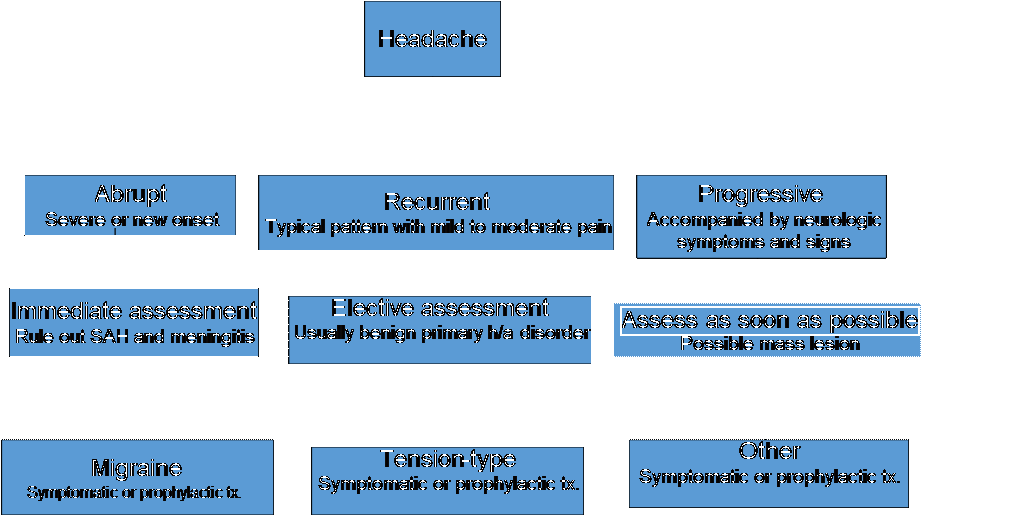 Headache
Abrupt
Severe or new onset
Recurrent
Typical pattern with mild to moderate pain
Progressive
Accompanied by neurologic
symptoms and signs
Immediate assessment
Rule out SAH and meningitis
Elective assessment
Usually benign primary h/a disorder
Assess as soon as possible
Possible mass lesion
Migraine
Symptomatic or prophylactic tx.
Tension-type
Symptomatic or prophylactic tx.
Other
Symptomatic or prophylactic tx.